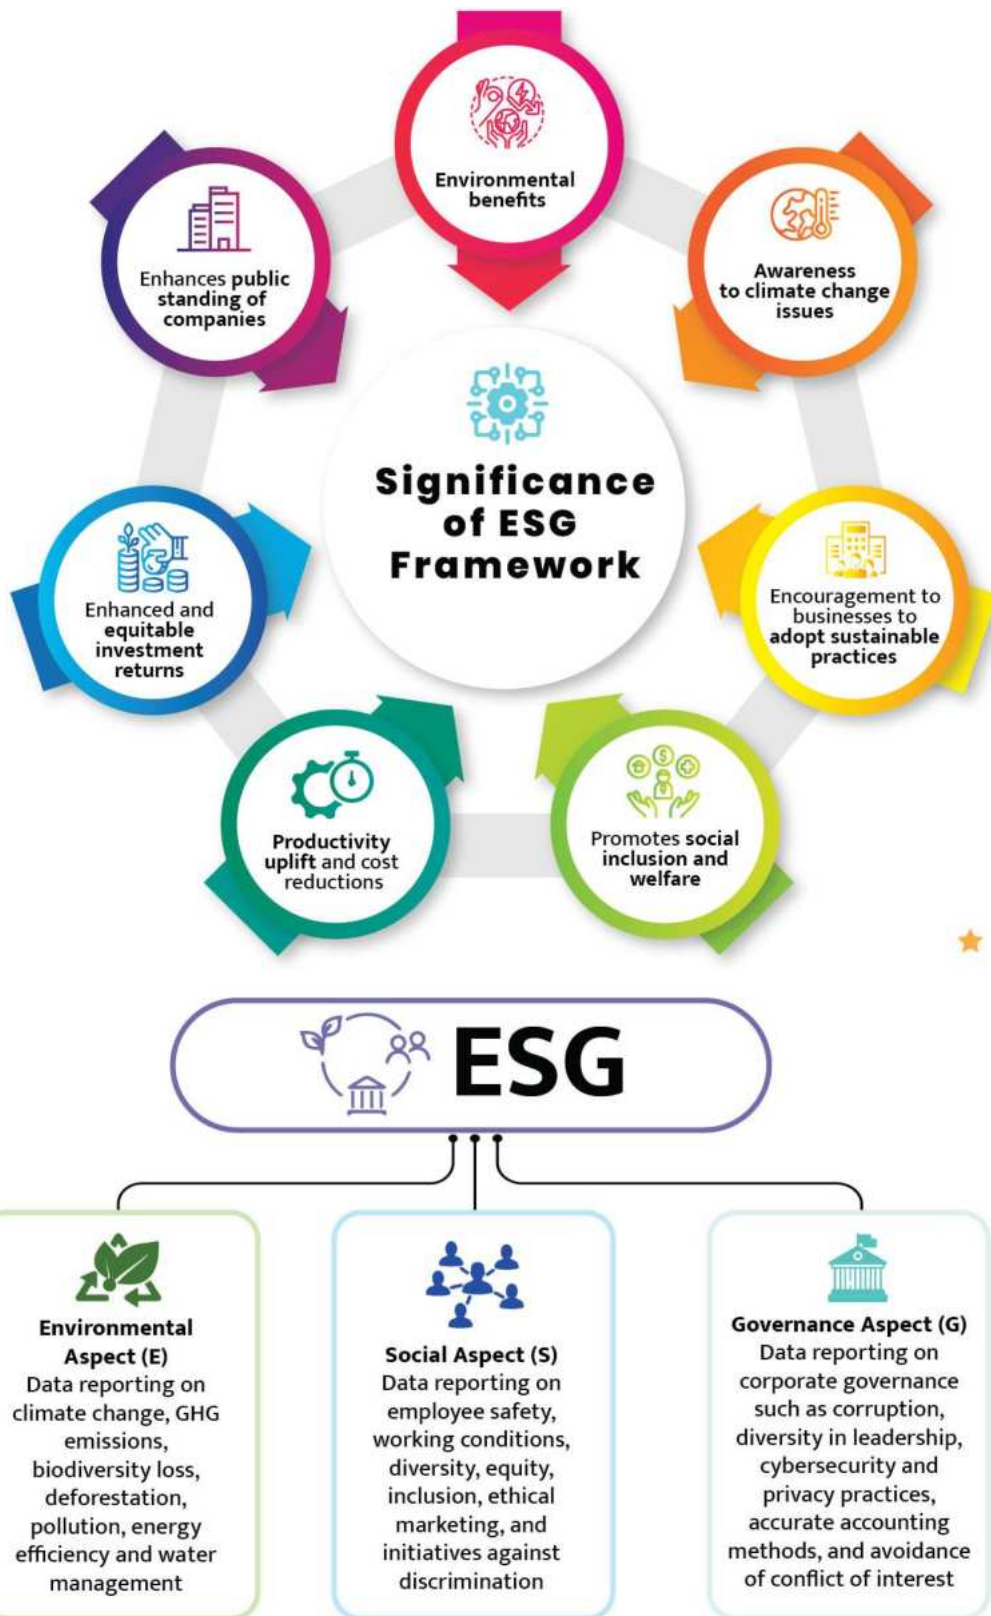 Environmental
benefits
Enhances public
standing of
companies
Awareness
to climate change
issues
Significance
of ESG
Framework
Enhanced and
equitable
investment
returns
Encouragement to
businesses to
adopt sustainable
practices
Productivity
uplift and cost
reductions
Promotes social
inclusion and
welfare
ESG
Environmental
Aspect (E)
Data reporting on
climate change, GHG
emissions,
biodiversity loss,
deforestation,
pollution, energy
efficiency and water
management
Social Aspect (S)
Data reporting on
employee safety,
working conditions,
diversity, equity,
inclusion, ethical
marketing, and
initiatives against
discrimination
Governance Aspect (G)
Data reporting on
corporate governance
such as corruption,
diversity in leadership,
cybersecurity and
privacy practices,
accurate accounting
methods, and avoidance
of conflict of interest